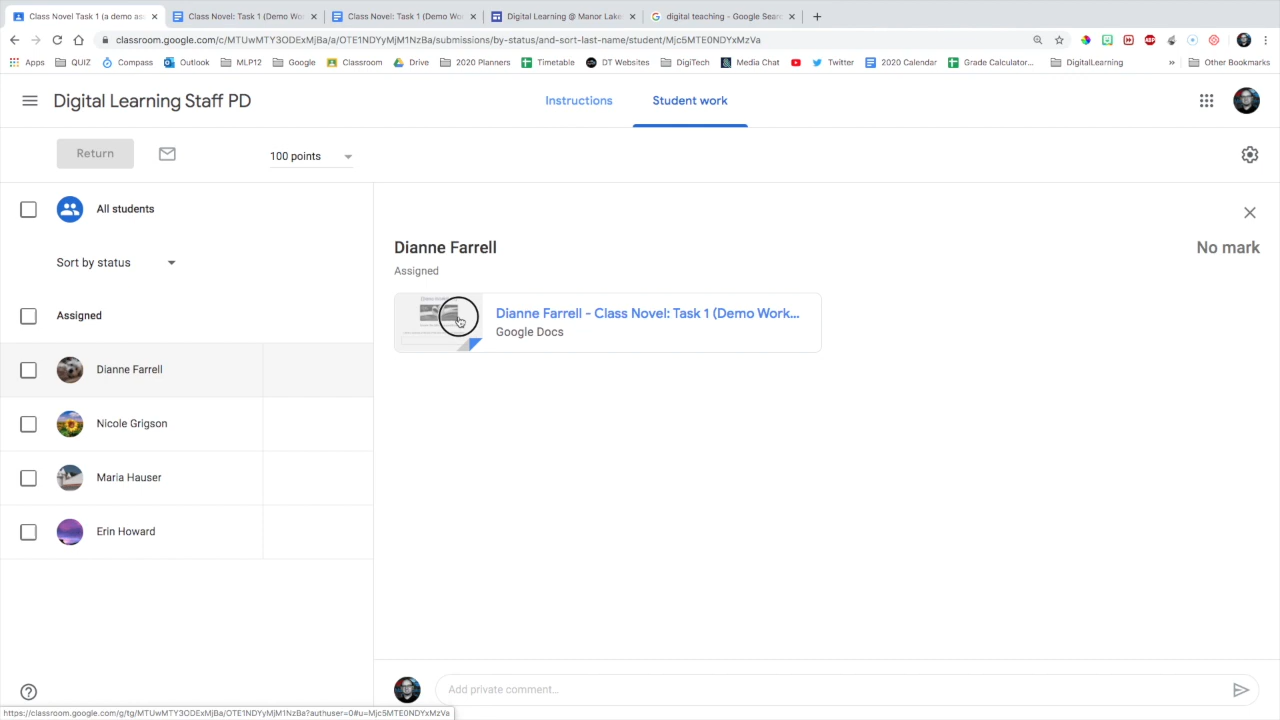 Class Novel Task 1 (a demo as
Class Novel: Task 1 (Demo Wo
Class Novel: Task 1 (Demo Wo
Digital Learning @ Manor Lake
digital teaching - Google Sear
classroom.google.com/c/MTUwMTY3ODExMjBa/a/OTE1NDYyMjM1NzBa/submissions/by-status/and-sort-last-name/student/Mjc5MTE0NDYxMzVa
Apps QUIZ Compass Outlook MLP12 Google Classroom Drive 2020 Planners Timetable DT Websites DigiTech Media Chat Twitter 2020 Calendar Grade Calculator... DigitalLearning » Other Bookmarks
Digital Learning Staff PD
Instructions
Student work
Return
100 points
All students
Sort by status
Assigned
Dianne Farrell
Nicole Grigson
Maria Hauser
Erin Howard
Dianne Farrell
No mark
Assigned
Dianne Farrell - Class Novel: Task 1 (Demo Work...
Google Docs
Add private comment...
https://classroom.google.com/g/tg/MTUwMTY3ODExMjBa/OTE1NDYyMjM1NzBa?authuser=0#u=Mjc5MTE0NDYxMzVa